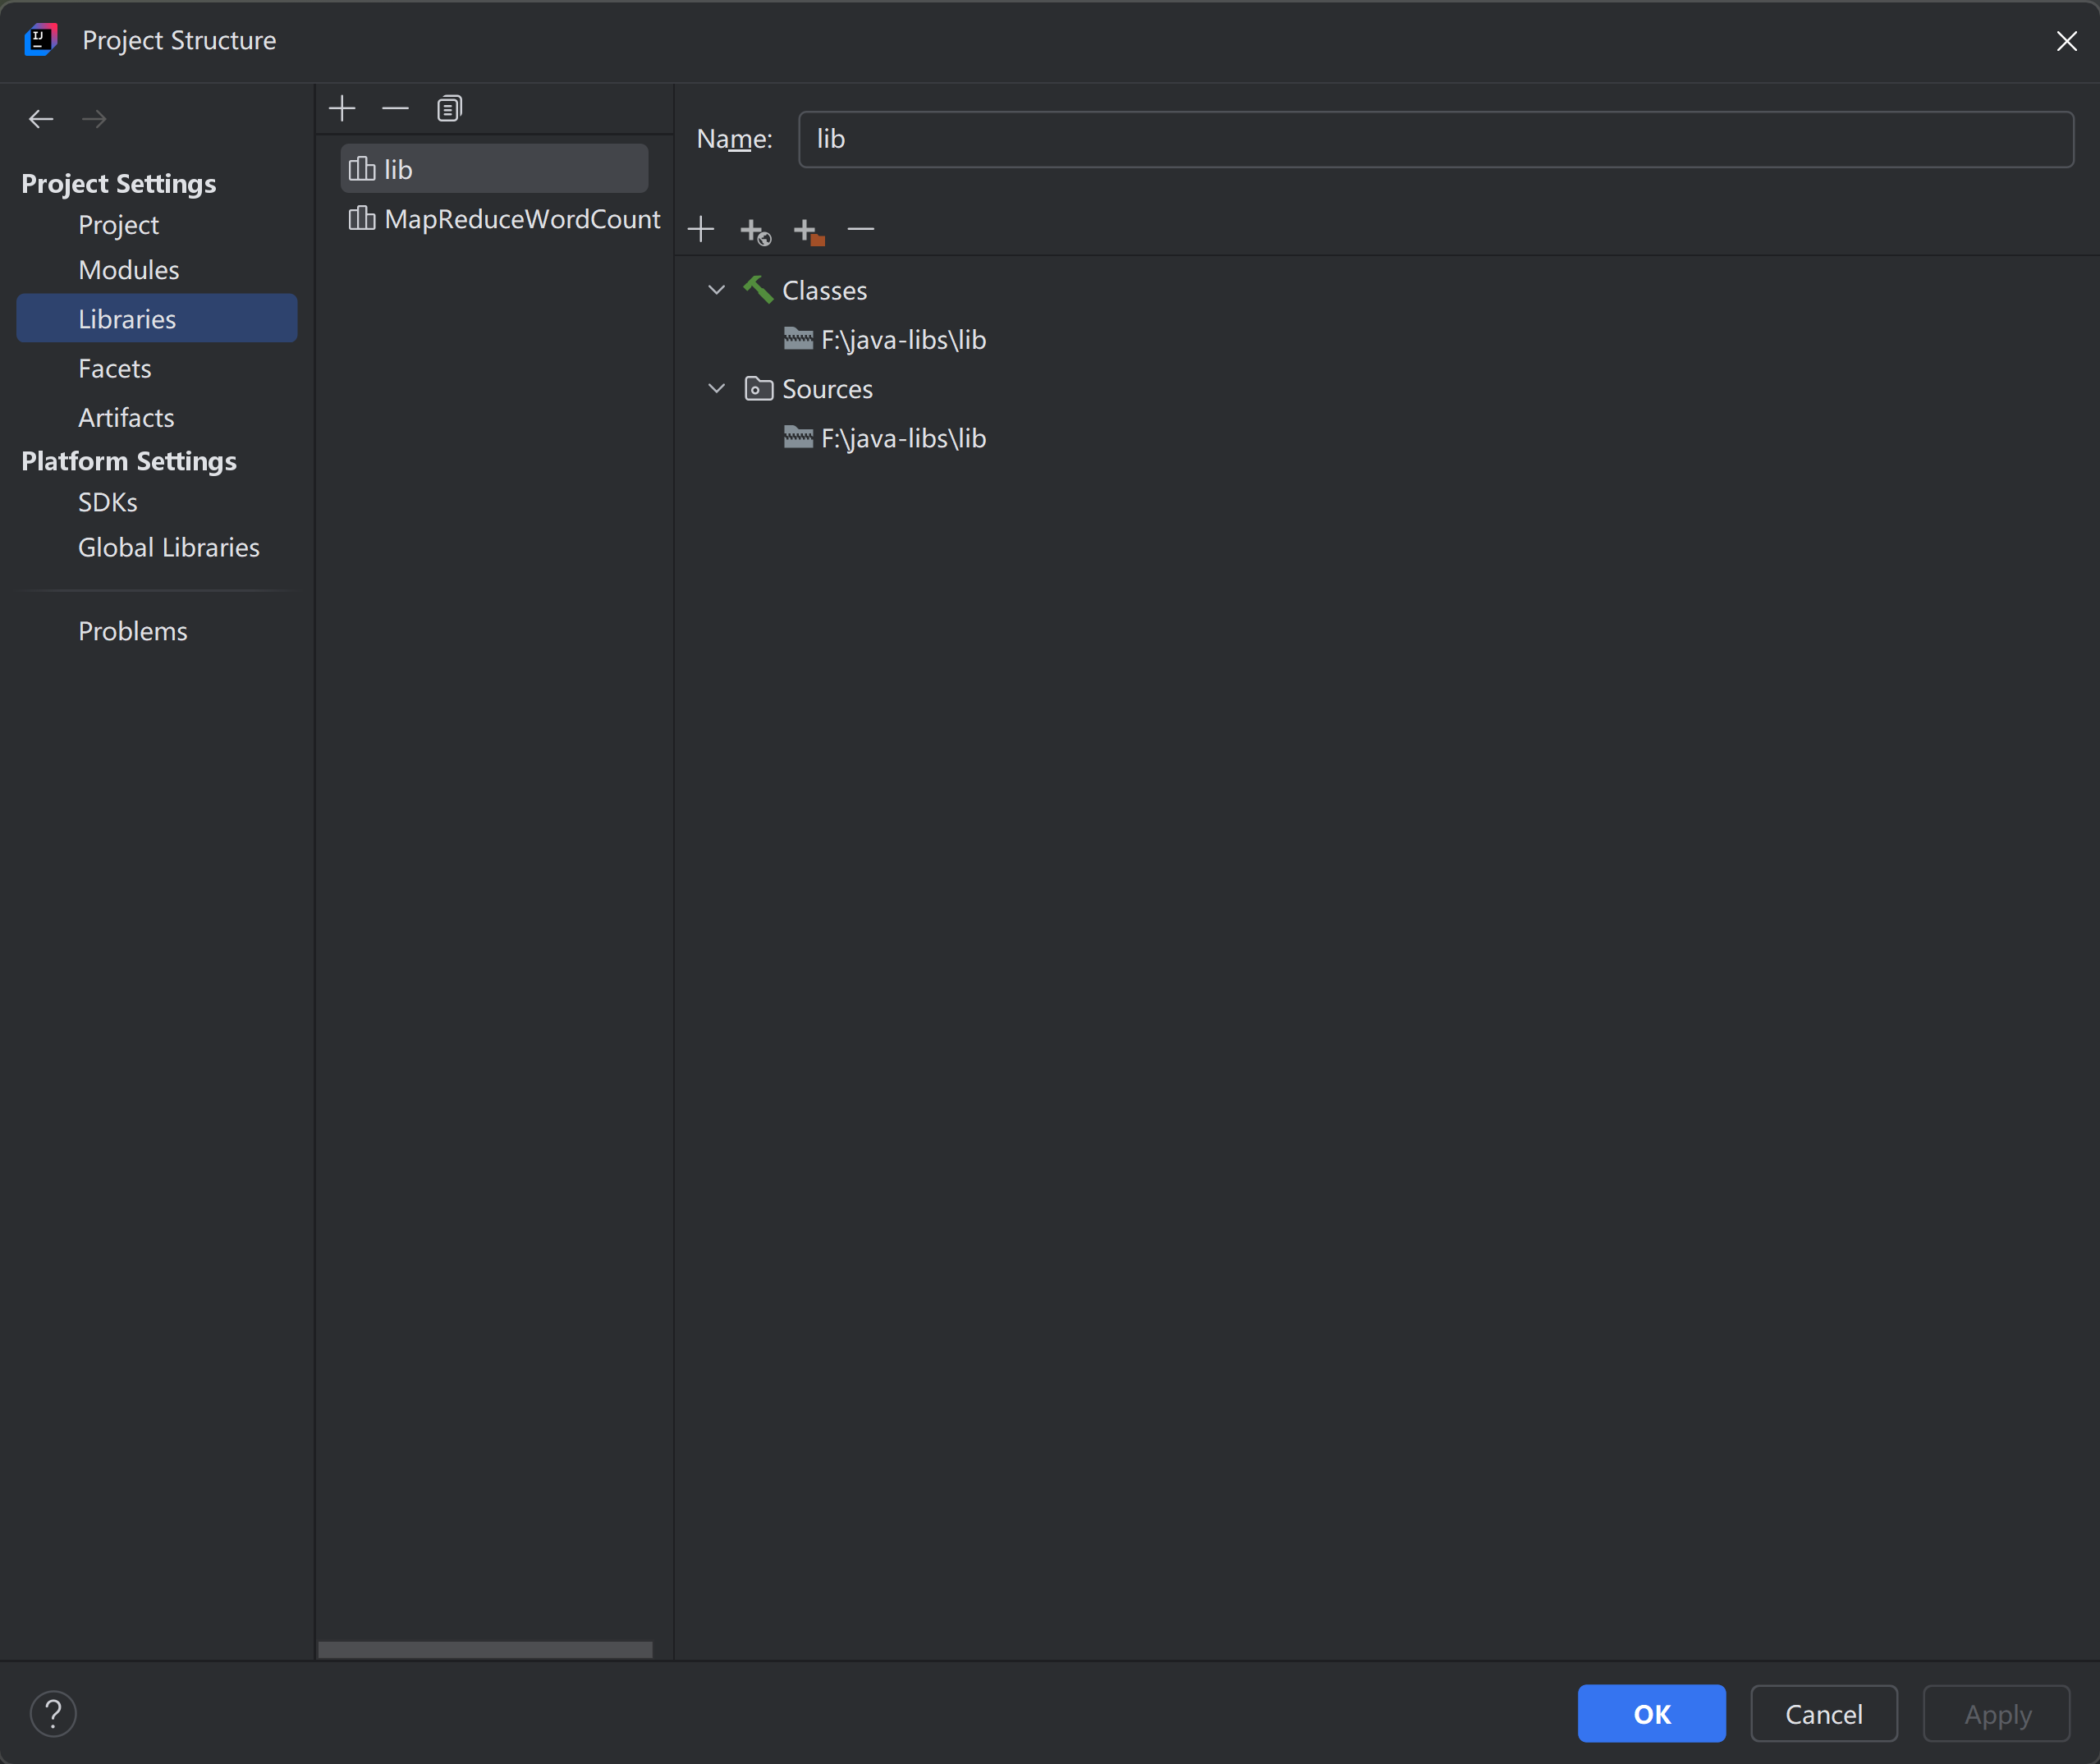 Project Structure
Project Settings
Project
Modules
Libraries
Facets
Artifacts
Platform Settings
SDKs
Global Libraries
Problems
lib
MapReduceWordCount
Name: lib
Classes
F:\java-libs\lib
Sources
F:\java-libs\lib
?
OK
Cancel
Apply